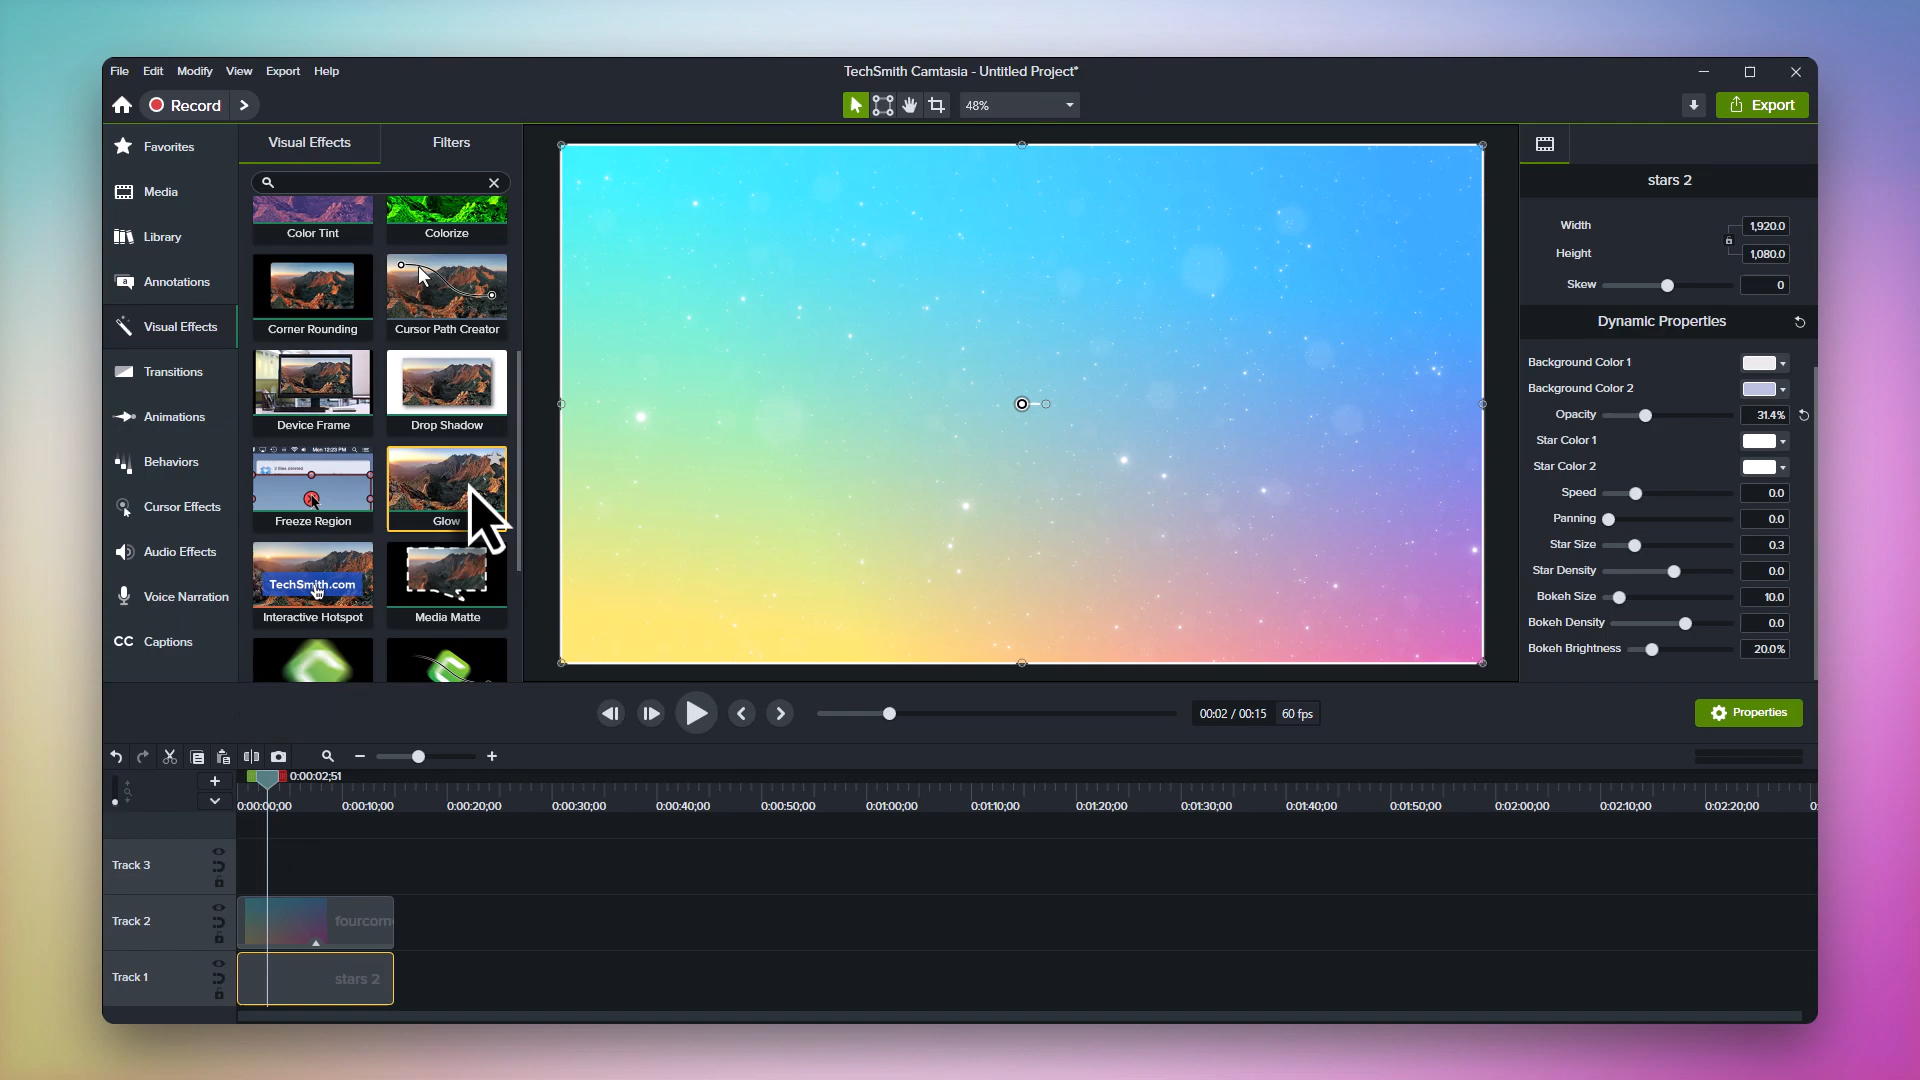 File Edit Modify View Export Help
TechSmith Camtasia - Untitled Project*
Record
48%
Export
Favorites
Media
Library
Annotations
Visual Effects
Transitions
Animations
Behaviors
Cursor Effects
Audio Effects
Voice Narration
CC Captions
Visual Effects Filters
Color Tint Colorize
Corner Rounding Cursor Path Creator
Device Frame Drop Shadow
Mon 12:23 PM
2 files deleted
Freeze Region Glow
TechSmith.com
Interactive Hotspot Media Matte
stars 2
Width 1,920.0
Height 1,080.0
Skew 0
Dynamic Properties
Background Color 1
Background Color 2
Opacity 31.4%
Star Color 1
Star Color 2
Speed 0.0
Panning 0.0
Star Size 0.3
Star Density 0.0
Bokeh Size 10.0
Bokeh Density 0.0
Bokeh Brightness 20.0%
00:02 / 00:15 60 fps
Properties
0:00:02;51
0:00:00;00 0:00:10;00 0:00:20;00 0:00:30;00 0:00:40;00 0:00:50;00 0:01:00;00 0:01:10;00 0:01:20;00 0:01:30;00 0:01:40;00 0:01:50;00 0:02:00;00 0:02:10;00 0:02:20;00
Track 3
Track 2
fourcorn
Track 1
stars 2